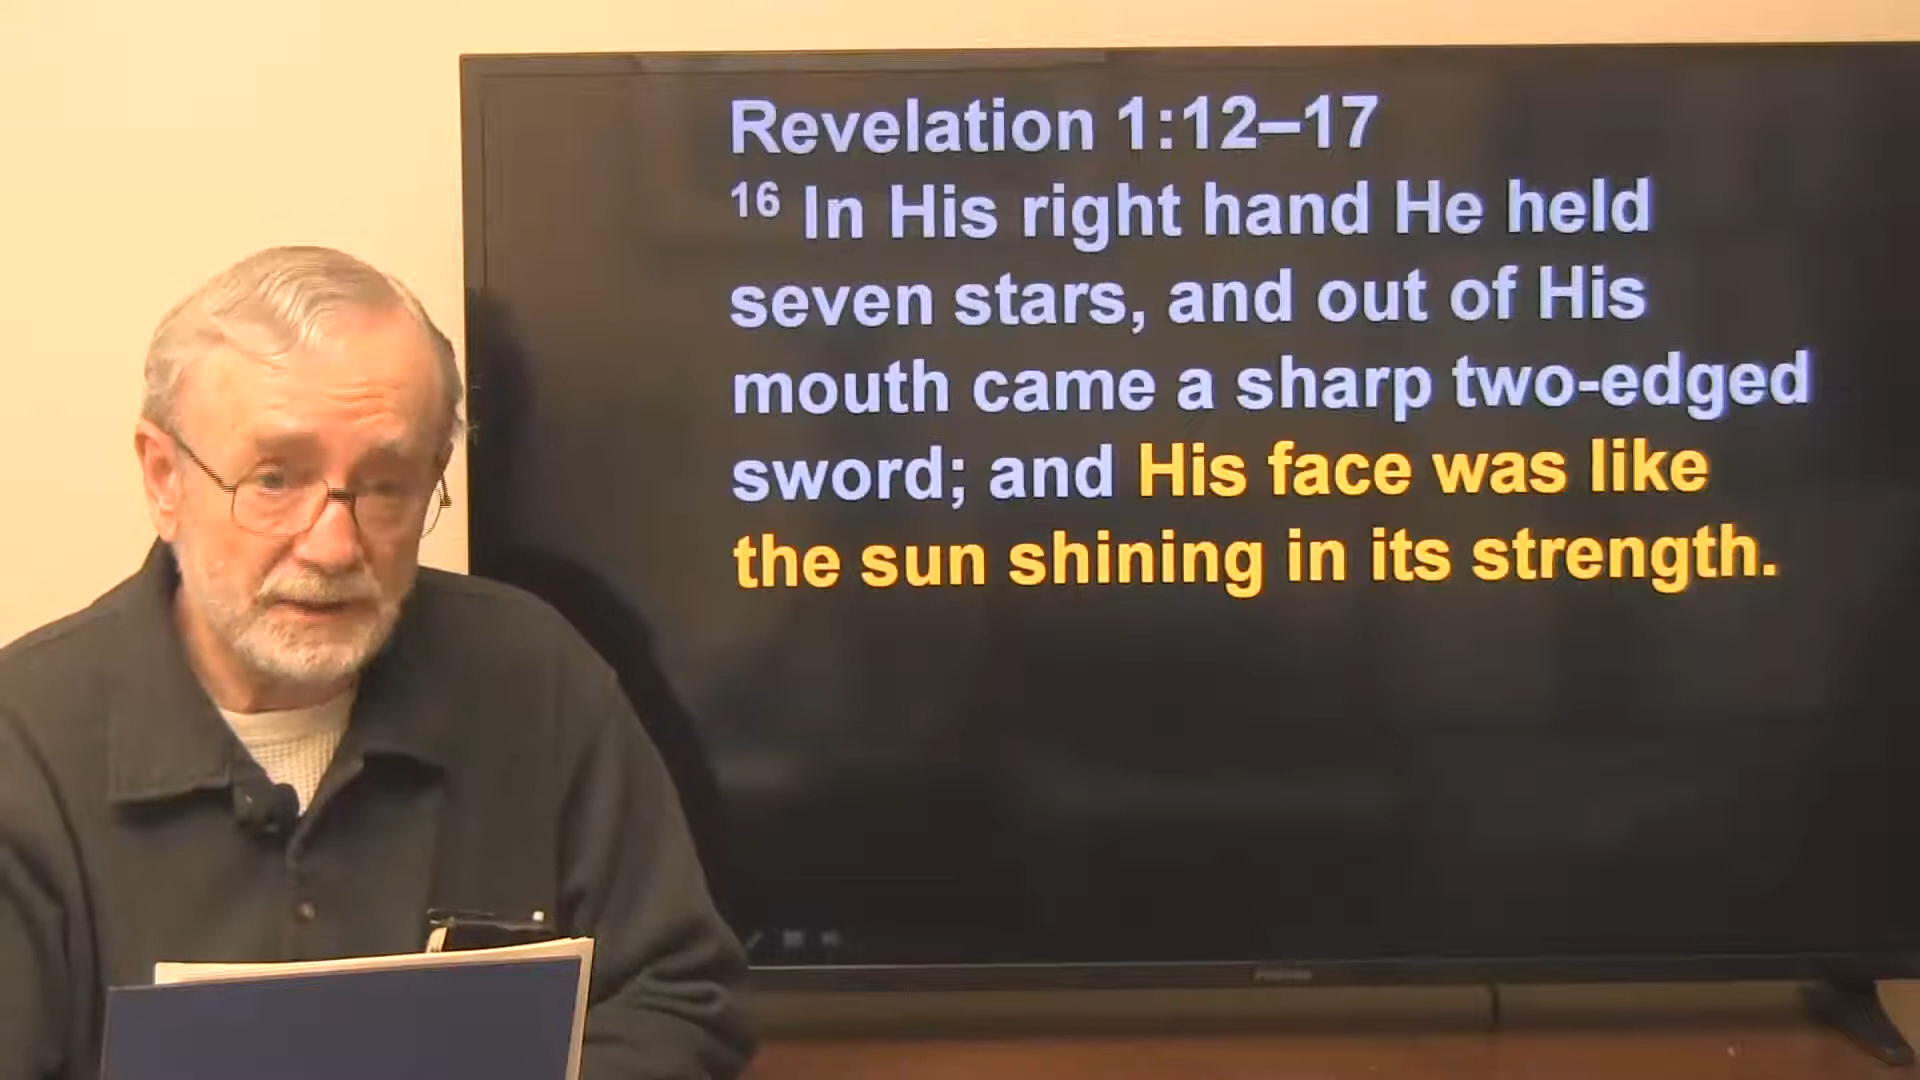 Revelation 1:12–17
16 In His right hand He held
seven stars, and out of His
mouth came a sharp two-edged
sword; and His face was like
the sun shining in its strength.